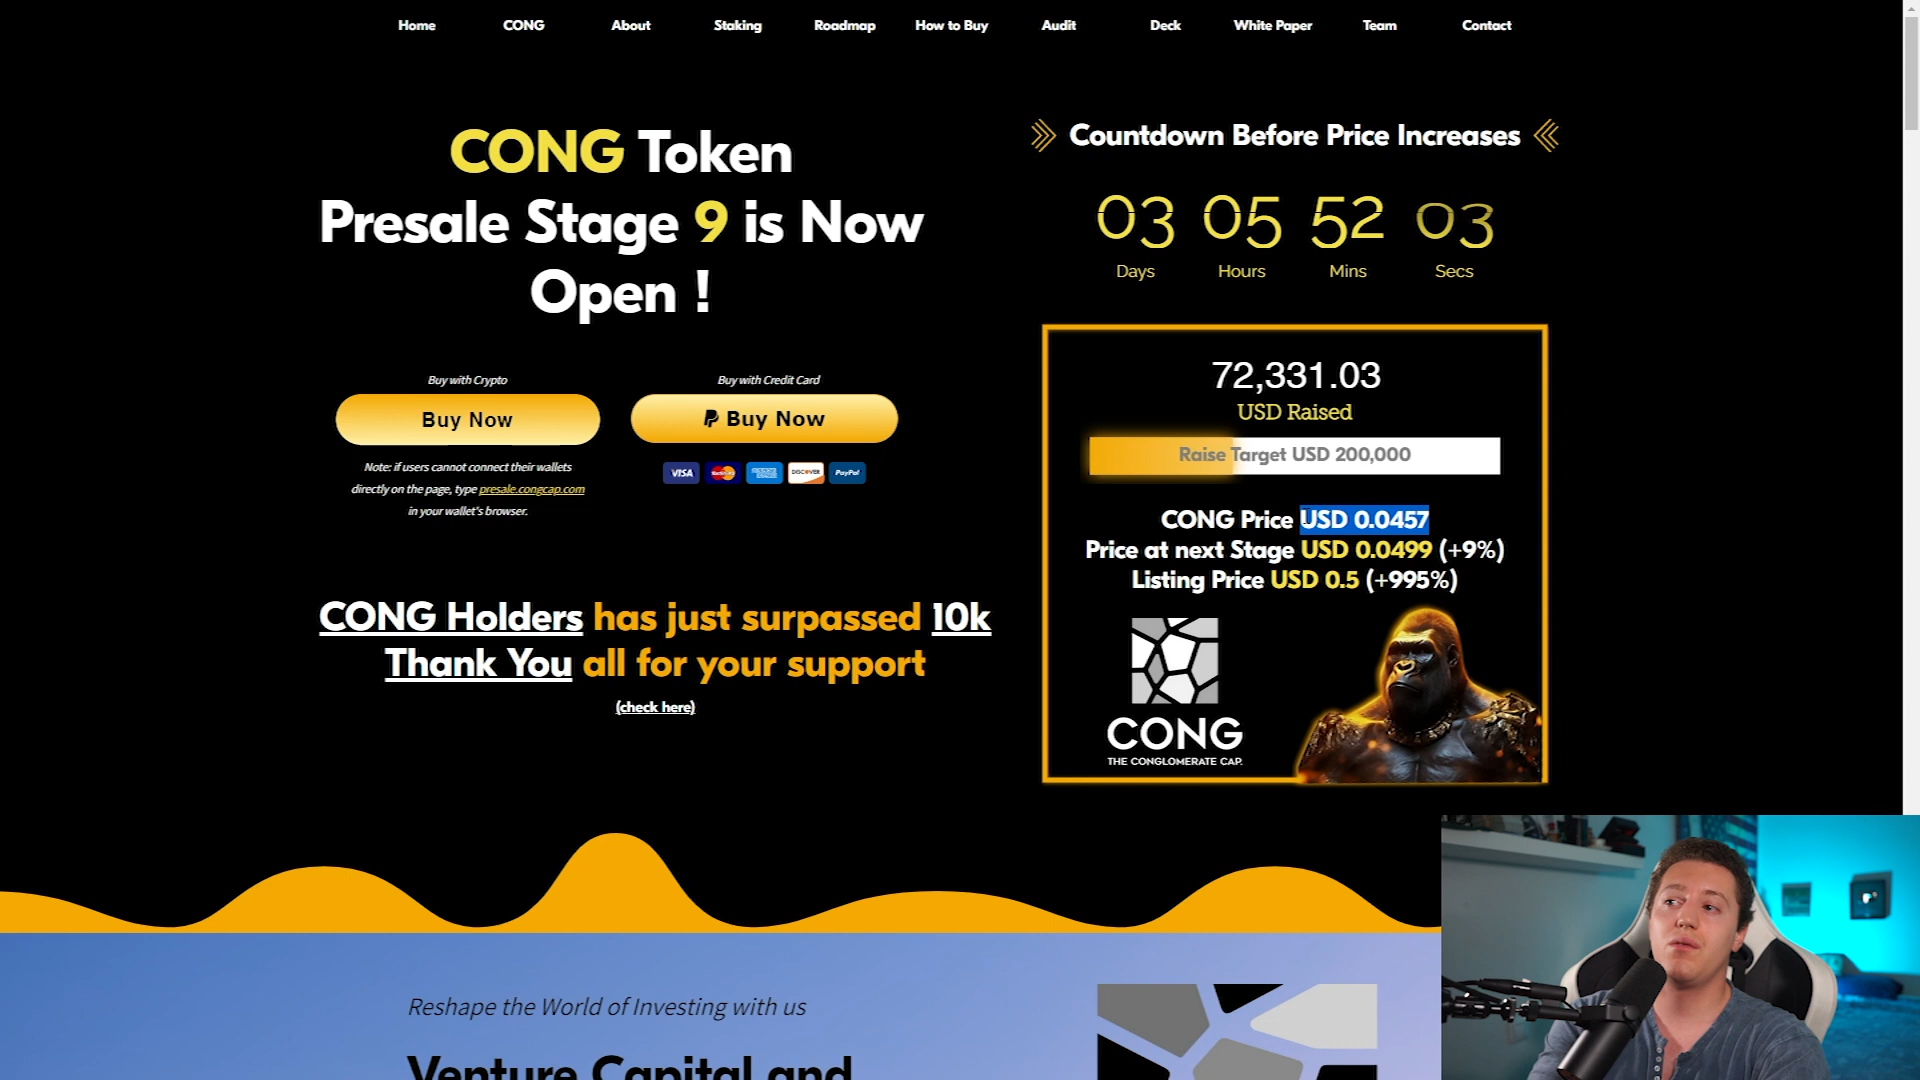 Home CONG About Staking Roadmap How to Buy Audit Deck White Paper Team Contact
CONG Token
Presale Stage 9 is Now
Open !
Buy with Crypto
Buy Now
Note: if users cannot connect their wallets
directly on the page, type presale.congcap.com
in your wallet's browser.
Buy with Credit Card
Buy Now
VISA MasterCard AMERICAN EXPRESS DISCOVER PayPal
CONG Holders has just surpassed 10k
Thank You all for your support
(check here)
Countdown Before Price Increases
03 05 52 03
Days Hours Mins Secs
72,331.03
USD Raised
Raise Target USD 200,000
CONG Price USD 0.0457
Price at next Stage USD 0.0499 (+9%)
Listing Price USD 0.5 (+995%)
CONG
THE CONGLOMERATE CAP.
Reshape the World of Investing with us
Venture Capital and